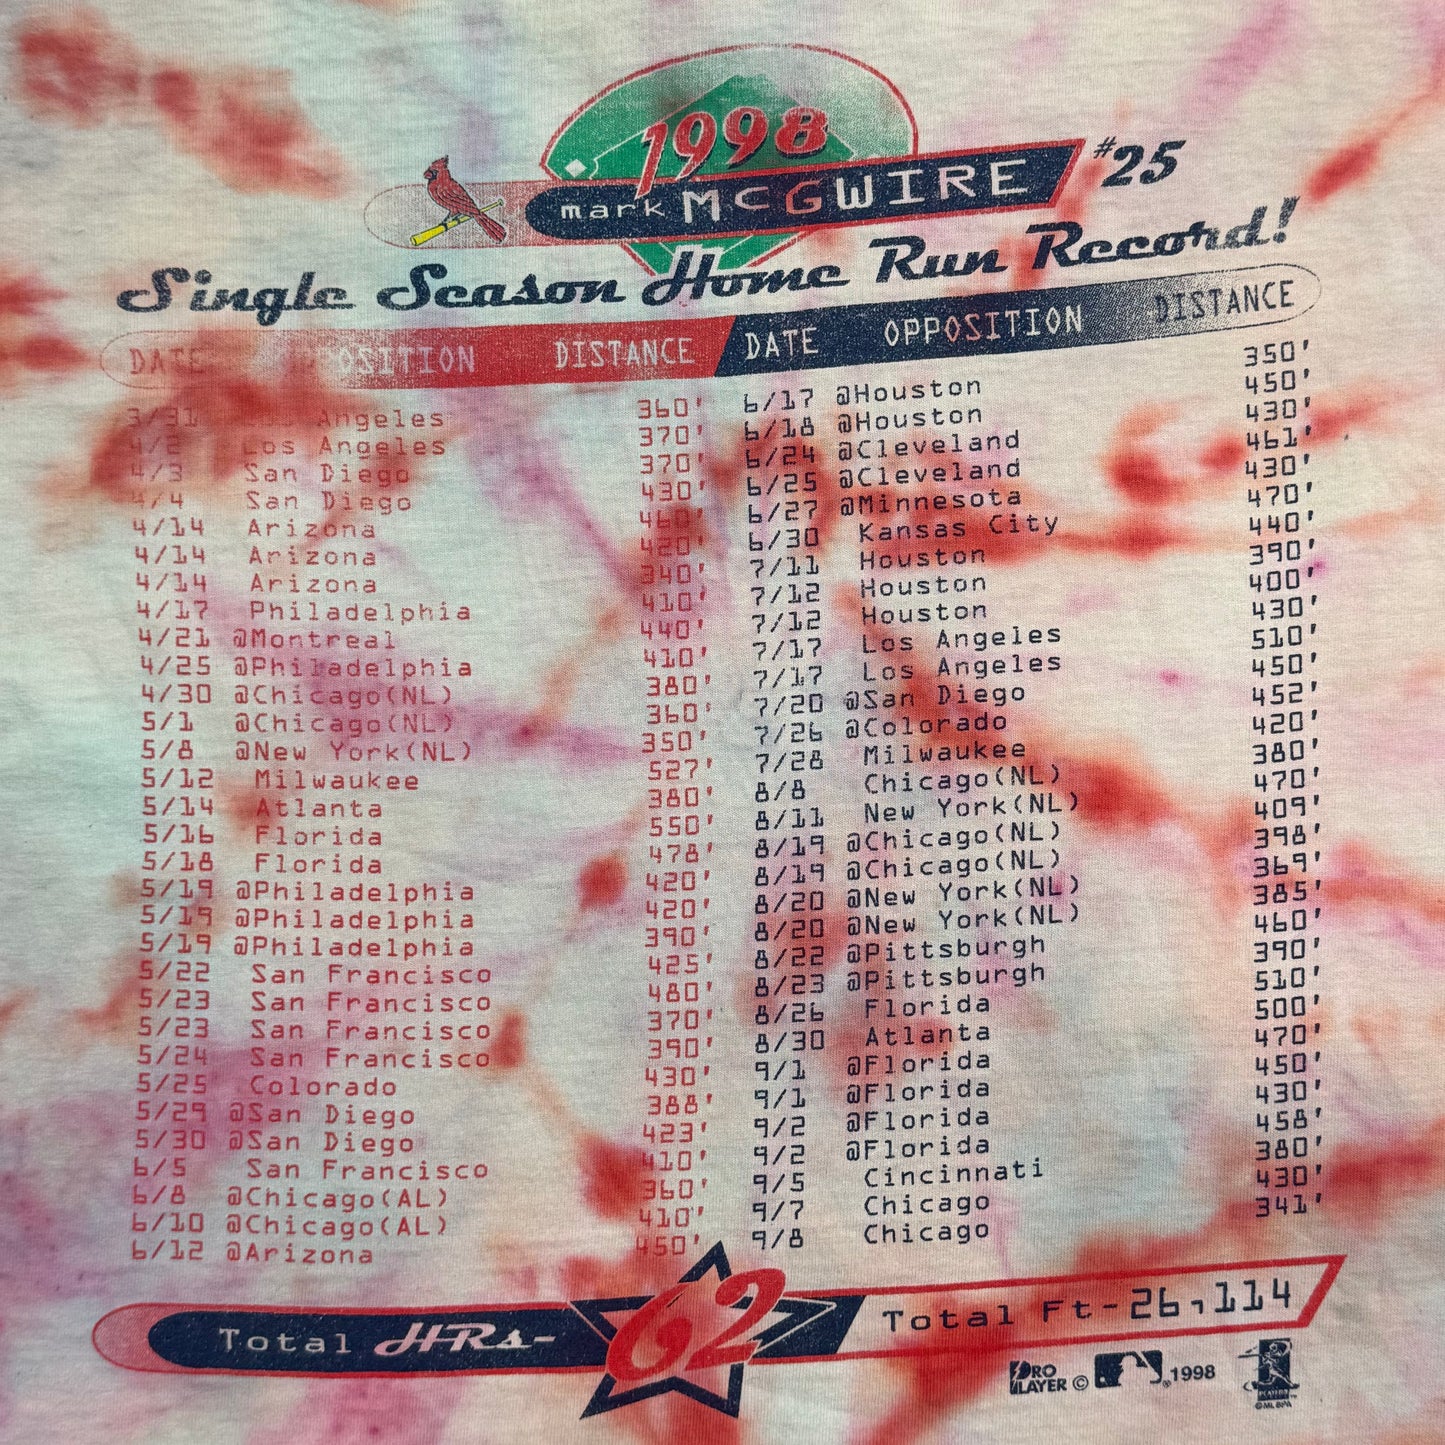 1998
mark McGWIRE #25
Single Season Home Run Record!
DATE OPPOSITION DISTANCE
3/31 Angeles 360'
4/2 Los Angeles 370'
4/3 San Diego 370'
4/4 San Diego 430'
4/14 Arizona 460'
4/14 Arizona 420'
4/14 Arizona 340'
4/17 Philadelphia 410'
4/21 @Montreal 440'
4/25 @Philadelphia 410'
4/30 @Chicago(NL) 380'
5/1 @Chicago(NL) 360'
5/8 @New York(NL) 350'
5/12 Milwaukee 527'
5/14 Atlanta 380'
5/16 Florida 550'
5/18 Florida 478'
5/19 @Philadelphia 420'
5/19 @Philadelphia 420'
5/19 @Philadelphia 390'
5/22 San Francisco 425'
5/23 San Francisco 480'
5/23 San Francisco 370'
5/24 San Francisco 390'
5/25 Colorado 430'
5/29 @San Diego 388'
5/30 @San Diego 423'
6/5 San Francisco 410'
6/8 @Chicago(AL) 360'
6/10 @Chicago(AL) 410'
6/12 @Arizona 450'
DATE OPPOSITION DISTANCE
6/17 @Houston 350'
6/18 @Houston 450'
6/24 @Cleveland 430'
6/25 @Cleveland 461'
6/27 @Minnesota 430'
6/30 Kansas City 470'
7/11 Houston 440'
7/12 Houston 390'
7/12 Houston 400'
7/17 Los Angeles 430'
7/17 Los Angeles 510'
7/20 @San Diego 450'
7/26 @Colorado 452'
7/28 Milwaukee 420'
8/8 Chicago(NL) 380'
8/11 New York(NL) 470'
8/19 @Chicago(NL) 409'
8/19 @Chicago(NL) 398'
8/20 @New York(NL) 369'
8/20 @New York(NL) 385'
8/22 @Pittsburgh 460'
8/23 @Pittsburgh 390'
8/26 Florida 510'
8/30 Atlanta 500'
9/1 @Florida 470'
9/1 @Florida 450'
9/2 @Florida 430'
9/2 @Florida 458'
9/5 Cincinnati 380'
9/7 Chicago 430'
9/8 Chicago 341'
Total HRs- 62 Total Ft-26,114
PRO PLAYER © ® 1998
©MLBPA